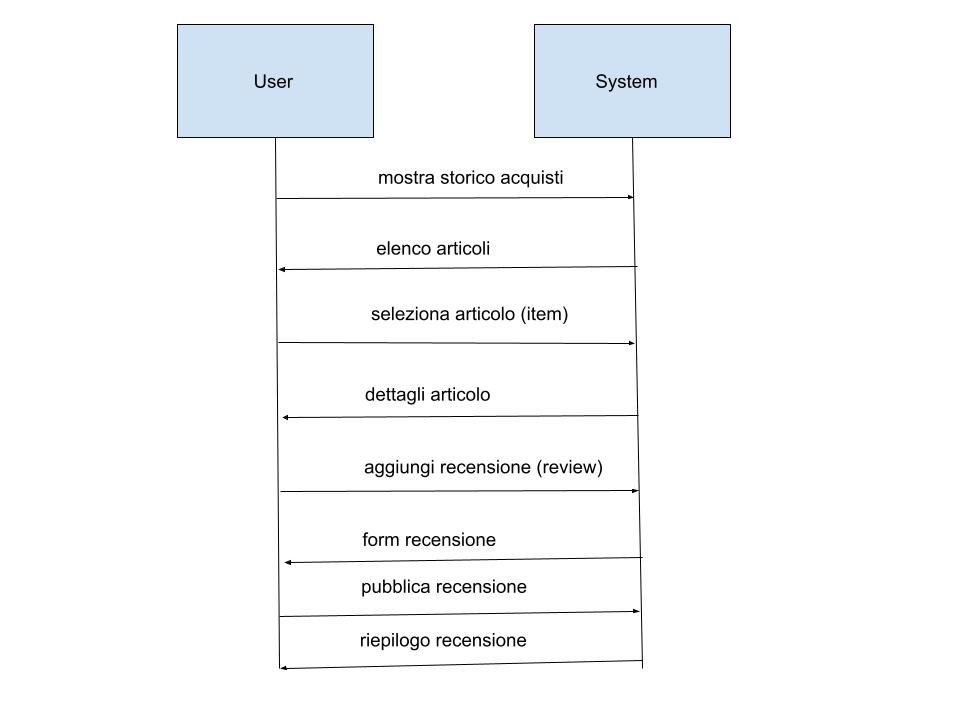 User
System
mostra storico acquisti
elenco articoli
seleziona articolo (item)
dettagli articolo
aggiungi recensione (review)
form recensione
pubblica recensione
riepilogo recensione